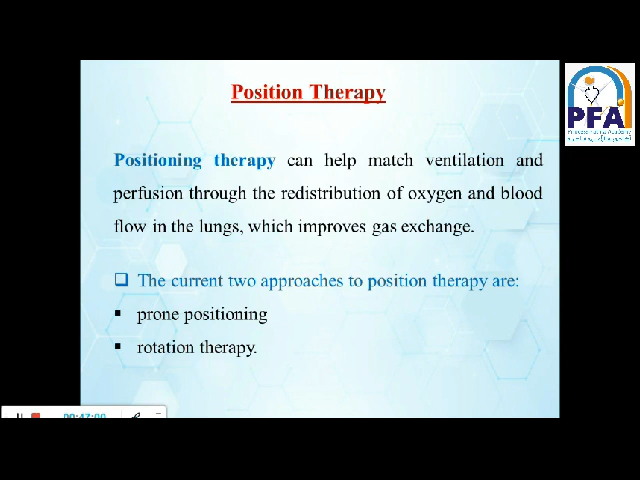 Position Therapy
PFA
Positioning therapy can help match ventilation and
perfusion through the redistribution of oxygen and blood
flow in the lungs, which improves gas exchange.
The current two approaches to position therapy are:
prone positioning
rotation therapy.